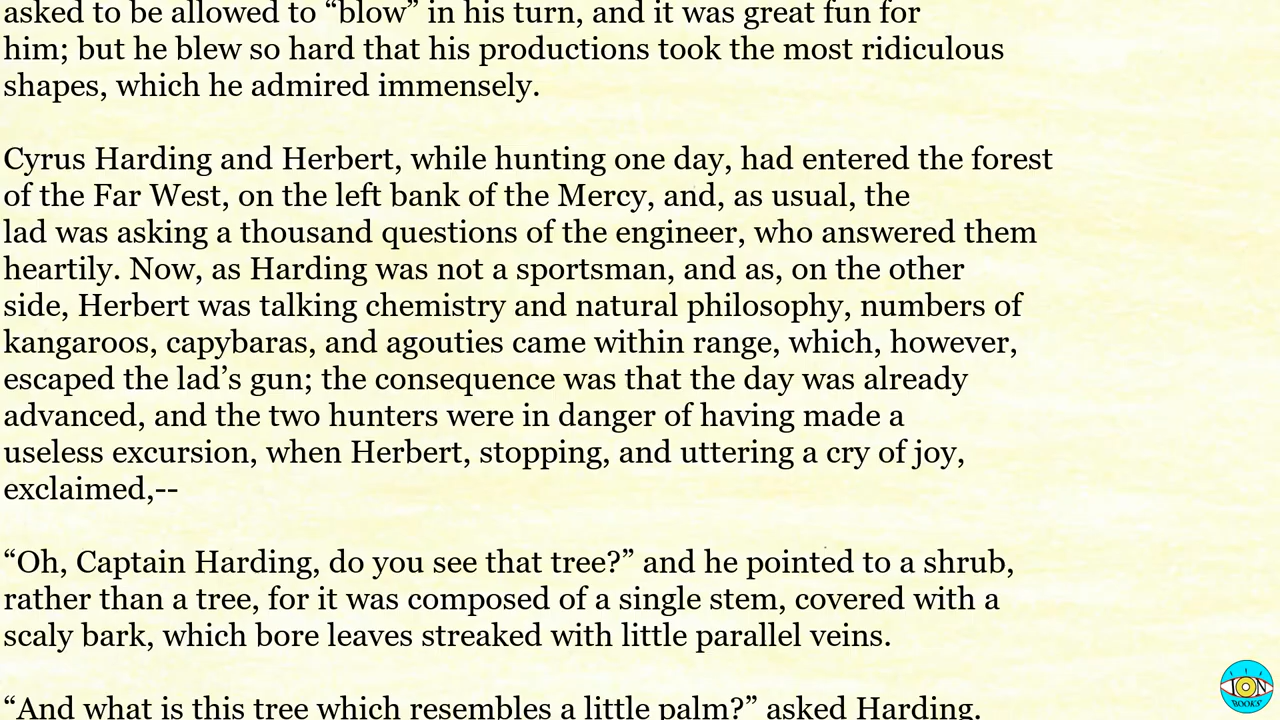 asked to be allowed to “blow” in his turn, and it was great fun for
him; but he blew so hard that his productions took the most ridiculous
shapes, which he admired immensely.
Cyrus Harding and Herbert, while hunting one day, had entered the forest
of the Far West, on the left bank of the Mercy, and, as usual, the
lad was asking a thousand questions of the engineer, who answered them
heartily. Now, as Harding was not a sportsman, and as, on the other
side, Herbert was talking chemistry and natural philosophy, numbers of
kangaroos, capybaras, and agouties came within range, which, however,
escaped the lad’s gun; the consequence was that the day was already
advanced, and the two hunters were in danger of having made a
useless excursion, when Herbert, stopping, and uttering a cry of joy,
exclaimed,--
“Oh, Captain Harding, do you see that tree?” and he pointed to a shrub,
rather than a tree, for it was composed of a single stem, covered with a
scaly bark, which bore leaves streaked with little parallel veins.
“And what is this tree which resembles a little palm?” asked Harding.
ION
BOOKS